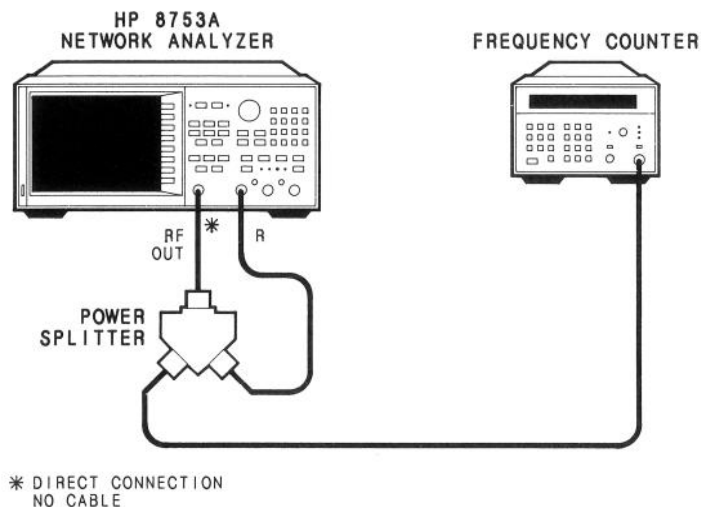 HP 8753A
NETWORK ANALYZER
FREQUENCY COUNTER
RF
OUT
*
R
POWER
SPLITTER
* DIRECT CONNECTION
NO CABLE